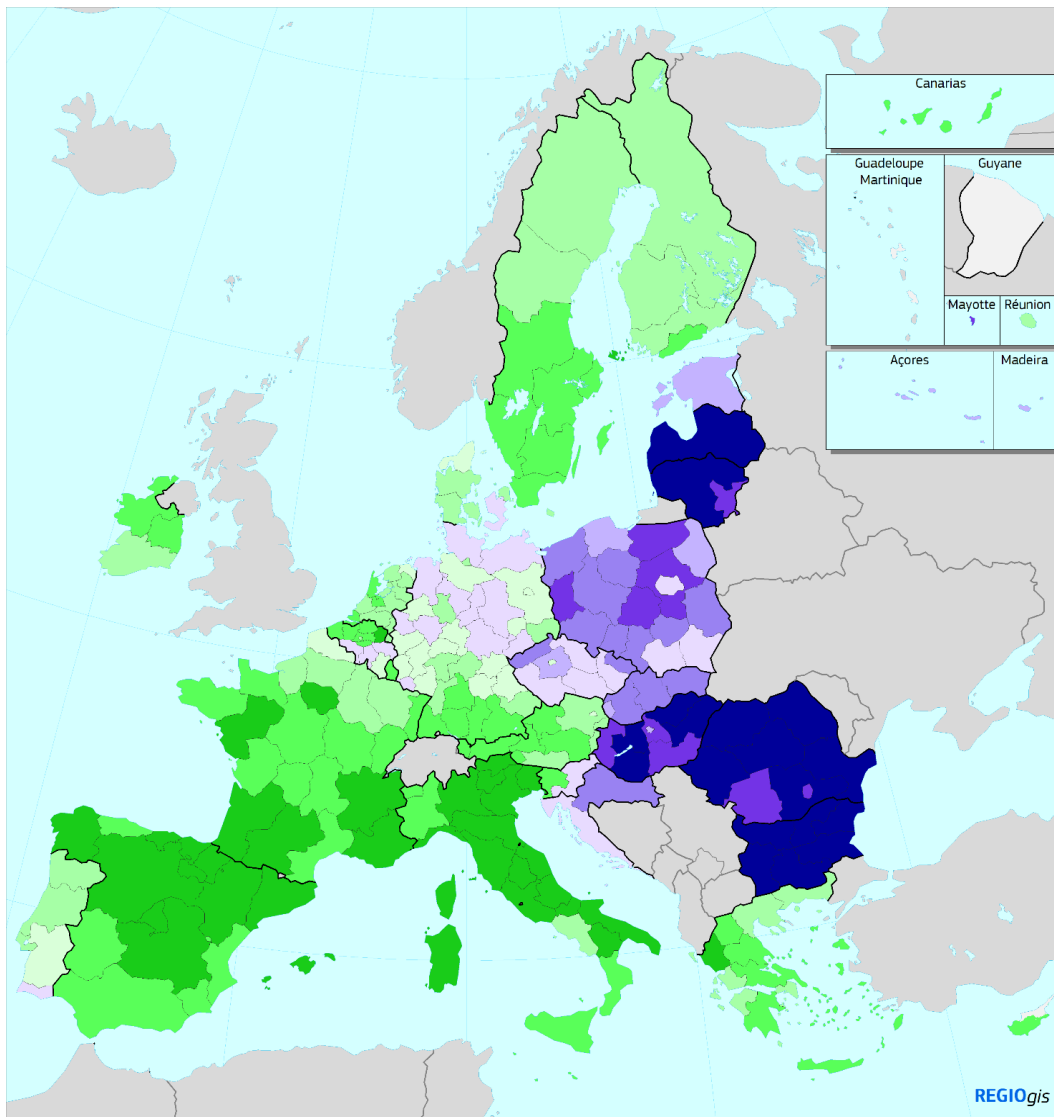 Canarias
Guadeloupe
Martinique
Guyane
Mayotte
Réunion
Açores
Madeira
REGIOgis